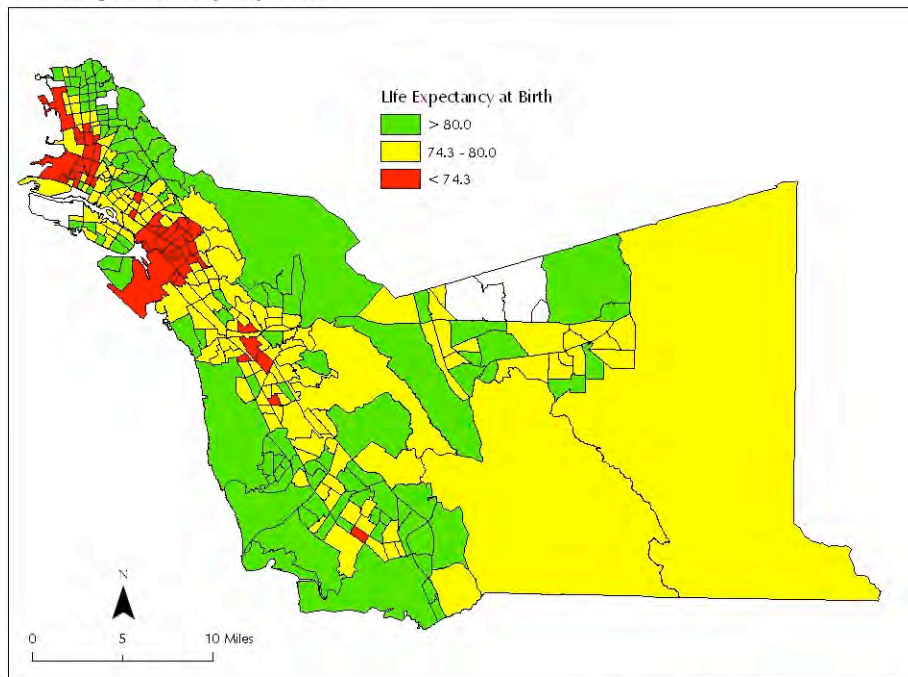 Life Expectancy at Birth
> 80.0
74.3 - 80.0
< 74.3
N
0 5 10 Miles